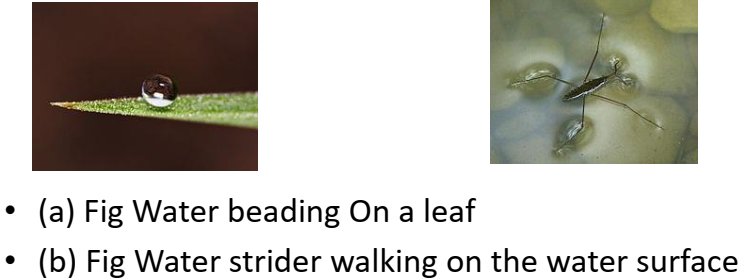 • (a) Fig Water beading On a leaf
• (b) Fig Water strider walking on the water surface